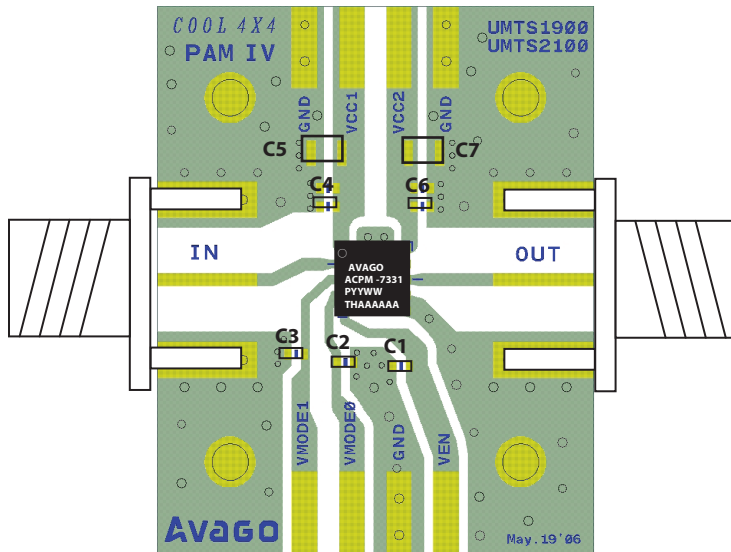 COOL 4X4
PAM IV
UMTS1900
UMTS2100
GND
VCC1
VCC2
GND
C5
C7
C4
C6
IN
OUT
AVAGO
ACPM -7331
PYYWW
THAAAAAA
C3
C2
C1
VMODE1
VMODE0
GND
VEN
AVAGO
May.19'06